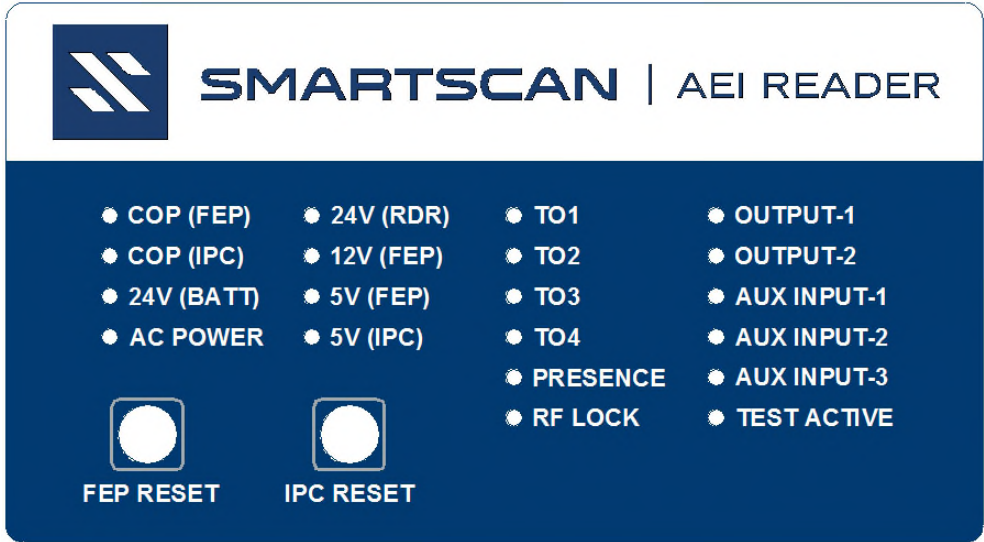 SMARTSCAN | AEI READER
COP (FEP)
COP (IPC)
24V (BATT)
AC POWER
24V (RDR)
12V (FEP)
5V (FEP)
5V (IPC)
TO1
TO2
TO3
TO4
PRESENCE
RF LOCK
OUTPUT-1
OUTPUT-2
AUX INPUT-1
AUX INPUT-2
AUX INPUT-3
TEST ACTIVE
FEP RESET
IPC RESET